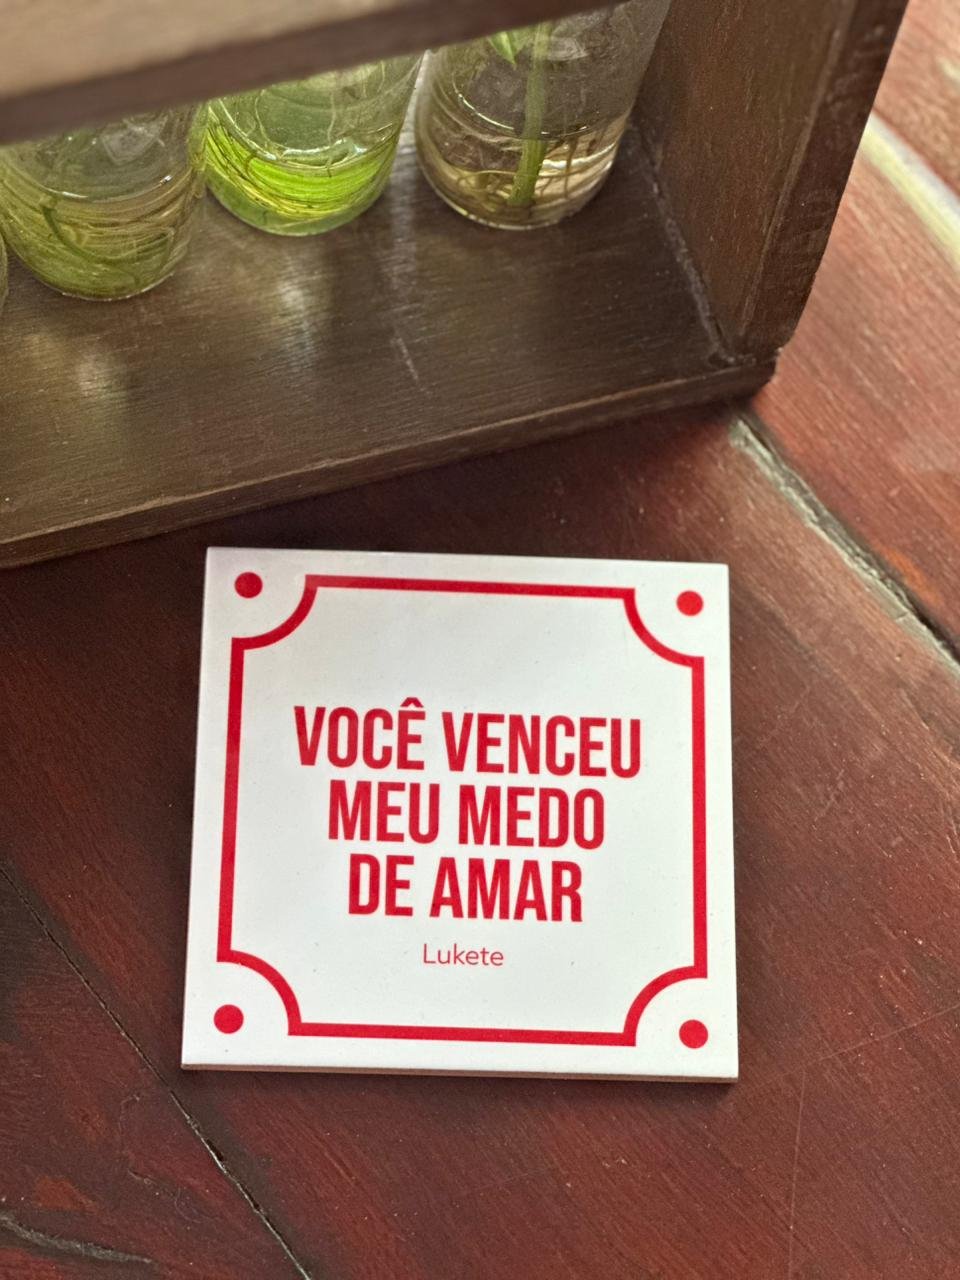 VOCÊ VENCEU
MEU MEDO
DE AMAR
Lukete